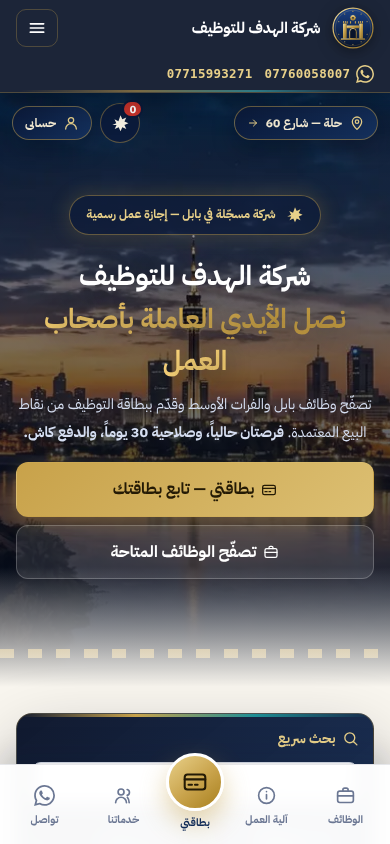 شركة الهدف للتوظيف
07760058007 07715993271
حلة — شارع 60
0
حسابي
شركة مسجّلة في بابل — إجازة عمل رسمية
شركة الهدف للتوظيف
نصل الأيدي العاملة بأصحاب
العمل
تصفّح وظائف بابل والفرات الأوسط وقدّم ببطاقة التوظيف من نقاط
البيع المعتمدة. فرصتان حالياً، وصلاحية 30 يوماً، والدفع كاش.
بطاقتي — تابع بطاقتك
تصفّح الوظائف المتاحة
بحث سريع
الوظائف
آلية العمل
بطاقتي
خدماتنا
تواصل